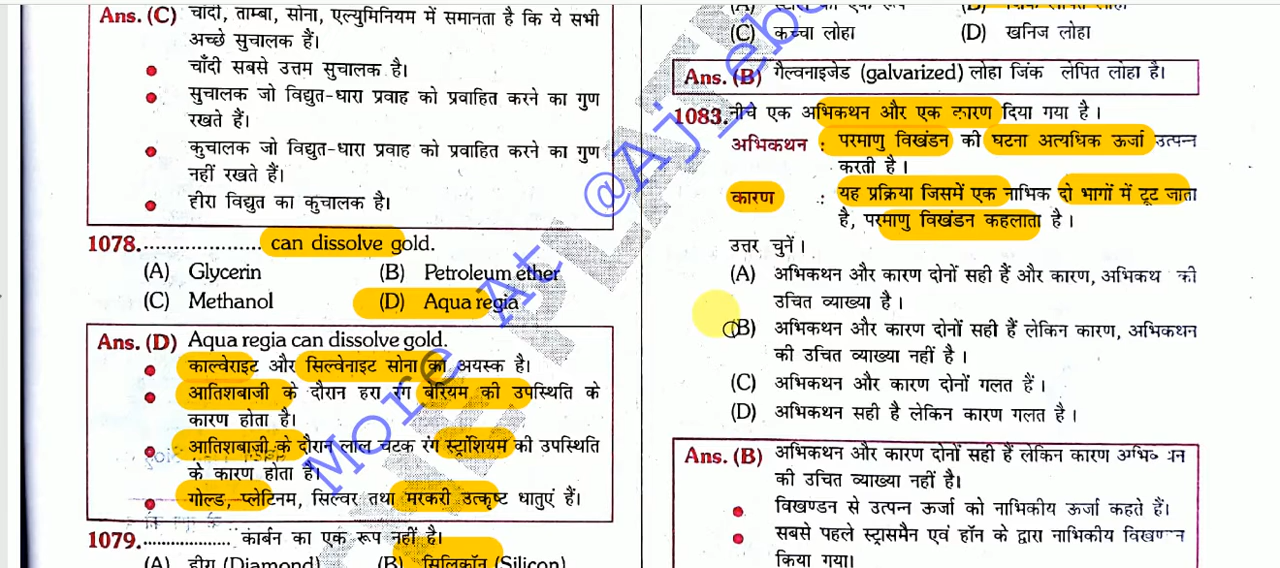 Ans. (C) चाँदी, ताम्बा, सोना, एल्युमिनियम में समानता है कि ये सभी
अच्छे सुचालक हैं।
चाँदी सबसे उत्तम सुचालक है।
सुचालक जो विद्युत-धारा प्रवाह को प्रवाहित करने का गुण
रखते हैं।
कुचालक जो विद्युत-धारा प्रवाह को प्रवाहित करने का गुण
नहीं रखते हैं।
हीरा विद्युत का कुचालक है।
1078. ..................... can dissolve gold.
(A) Glycerin (B) Petroleum ether
(C) Methanol (D) Aqua regia
Ans. (D) Aqua regia can dissolve gold.
काल्वेराइट और सिल्वेनाइट सोना का अयस्क है।
आतिशबाजी के दौरान हरा रंग बेरियम की उपस्थिति के
कारण होता है।
आतिशबाजी के दौरान लाल चटक रंग स्ट्रांशियम की उपस्थिति
के कारण होता है।
गोल्ड, प्लेटिनम, सिल्वर तथा मरकरी उत्कृष्ट धातुएं हैं।
1079. ................ कार्बन का एक रूप नहीं है।
(A) हीरा (Diamond) (B) सिलिकॉन (Silicon)
(C) कच्चा लोहा (D) खनिज लोहा
Ans. (B) गैल्वनाइजेड (galvarized) लोहा जिंक लेपित लोहा है।
1083. नीचे एक अभिकथन और एक कारण दिया गया है।
अभिकथन : परमाणु विखंडन की घटना अत्यधिक ऊर्जा उत्पन्न
करती है।
कारण : यह प्रक्रिया जिसमें एक नाभिक दो भागों में टूट जाता
है, परमाणु विखंडन कहलाता है।
उत्तर चुनें।
(A) अभिकथन और कारण दोनों सही हैं और कारण, अभिकथ की
उचित व्याख्या है।
(B) अभिकथन और कारण दोनों सही हैं लेकिन कारण, अभिकथन
की उचित व्याख्या नहीं है।
(C) अभिकथन और कारण दोनों गलत हैं।
(D) अभिकथन सही है लेकिन कारण गलत है।
Ans. (B) अभिकथन और कारण दोनों सही हैं लेकिन कारण
की उचित व्याख्या नहीं है।
विखण्डन से उत्पन्न ऊर्जा को नाभिकीय ऊर्जा कहते हैं।
सबसे पहले स्ट्रासमैन एवं हॉन के द्वारा नाभिकीय
किया गया।
More At @Aj